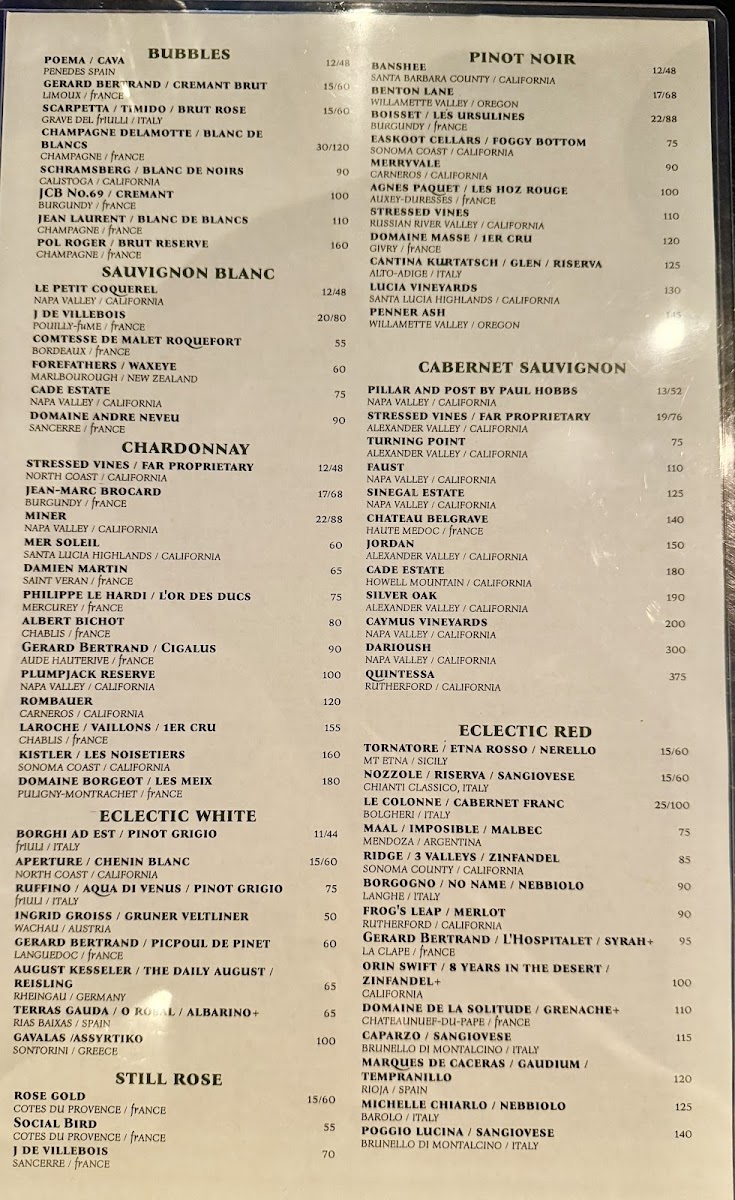 BUBBLES
POEMA / CAVA 12/48
PENEDES SPAIN
GERARD BERTRAND / CREMANT BRUT 15/60
LIMOUX / fRANCE
SCARPETTA / TIMIDO / BRUT ROSE 15/60
GRAVE DEL fRIULLI / ITALY
CHAMPAGNE DELAMOTTE / BLANC DE
BLANCS 30/120
CHAMPAGNE / fRANCE
SCHRAMSBERG / BLANC DE NOIRS 90
CALISTOGA / CALIFORNIA
JCB No.69 / CREMANT 100
BURGUNDY / fRANCE
JEAN LAURENT / BLANC DE BLANCS 110
CHAMPAGNE / fRANCE
POL ROGER / BRUT RESERVE 160
CHAMPAGNE / fRANCE
SAUVIGNON BLANC
LE PETIT COQUEREL 12/48
NAPA VALLEY / CALIFORNIA
J DE VILLEBOIS 20/80
POUILLY-fuME / fRANCE
COMTESSE DE MALET ROQUEFORT 55
BORDEAUX / fRANCE
FOREFATHERS / WAXEYE 60
MARLBOUROUGH / NEW ZEALAND
CADE ESTATE 75
NAPA VALLEY / CALIFORNIA
DOMAINE ANDRE NEVEU 90
SANCERRE / fRANCE
CHARDONNAY
STRESSED VINES / FAR PROPRIETARY 12/48
NORTH COAST / CALIFORNIA
JEAN-MARC BROCARD 17/68
BURGUNDY / fRANCE
MINER 22/88
NAPA VALLEY / CALIFORNIA
MER SOLEIL 60
SANTA LUCIA HIGHLANDS / CALIFORNIA
DAMIEN MARTIN 65
SAINT VERAN / fRANCE
PHILIPPE LE HARDI / L'OR DES DUCS 75
MERCUREY / fRANCE
ALBERT BICHOT 80
CHABLIS / fRANCE
GERARD BERTRAND / CIGALUS 90
AUDE HAUTERIVE / fRANCE
PLUMPJACK RESERVE 100
NAPA VALLEY / CALIFORNIA
ROMBAUER 120
CARNEROS / CALIFORNIA
LAROCHE / VAILLONS / 1ER CRU 155
CHABLIS / fRANCE
KISTLER / LES NOISETIERS 160
SONOMA COAST / CALIFORNIA
DOMAINE BORGEOT / LES MEIX 180
PULIGNY-MONTRACHET / fRANCE
ECLECTIC WHITE
BORGHI AD EST / PINOT GRIGIO 11/44
fRIULI / ITALY
APERTURE / CHENIN BLANC 15/60
NORTH COAST / CALIFORNIA
RUFFINO / AQUA DI VENUS / PINOT GRIGIO 75
fRIULI / ITALY
INGRID GROISS / GRUNER VELTLINER 50
WACHAU / AUSTRIA
GERARD BERTRAND / PICPOUL DE PINET 60
LANGUEDOC / fRANCE
AUGUST KESSELER / THE DAILY AUGUST /
REISLING 65
RHEINGAU / GERMANY
TERRAS GAUDA / O ROSAL / ALBARINO+ 65
RIAS BAIXAS / SPAIN
GAVALAS /ASSYRTIKO 100
SONTORINI / GREECE
STILL ROSE
ROSE GOLD 15/60
COTES DU PROVENCE / fRANCE
SOCIAL BIRD 55
COTES DU PROVENCE / fRANCE
J DE VILLEBOIS 70
SANCERRE / fRANCE
PINOT NOIR
BANSHEE 12/48
SANTA BARBARA COUNTY / CALIFORNIA
BENTON LANE 17/68
WILLAMETTE VALLEY / OREGON
BOISSET / LES URSULINES 22/88
BURGUNDY / fRANCE
EASKOOT CELLARS / FOGGY BOTTOM 75
SONOMA COAST / CALIFORNIA
MERRYVALE 90
CARNEROS / CALIFORNIA
AGNES PAQUET / LES HOZ ROUGE 100
AUXEY-DURESSES / fRANCE
STRESSED VINES 110
RUSSIAN RIVER VALLEY / CALIFORNIA
DOMAINE MASSE / 1ER CRU 120
GIVRY / fRANCE
CANTINA KURTATSCH / GLEN / RISERVA 125
ALTO-ADIGE / ITALY
LUCIA VINEYARDS 130
SANTA LUCIA HIGHLANDS / CALIFORNIA
PENNER ASH 145
WILLAMETTE VALLEY / OREGON
CABERNET SAUVIGNON
PILLAR AND POST BY PAUL HOBBS 13/52
NAPA VALLEY / CALIFORNIA
STRESSED VINES / FAR PROPRIETARY 19/76
ALEXANDER VALLEY / CALIFORNIA
TURNING POINT 75
ALEXANDER VALLEY / CALIFORNIA
FAUST 110
NAPA VALLEY / CALIFORNIA
SINEGAL ESTATE 125
NAPA VALLEY / CALIFORNIA
CHATEAU BELGRAVE 140
HAUTE MEDOC / fRANCE
JORDAN 150
ALEXANDER VALLEY / CALIFORNIA
CADE ESTATE 180
HOWELL MOUNTAIN / CALIFORNIA
SILVER OAK 190
ALEXANDER VALLEY / CALIFORNIA
CAYMUS VINEYARDS 200
NAPA VALLEY / CALIFORNIA
DARIOUSH 300
NAPA VALLEY / CALIFORNIA
QUINTESSA 375
RUTHERFORD / CALIFORNIA
ECLECTIC RED
TORNATORE / ETNA ROSSO / NERELLO 15/60
MT ETNA / SICILY
NOZZOLE / RISERVA / SANGIOVESE 15/60
CHIANTI CLASSICO, ITALY
LE COLONNE / CABERNET FRANC 25/100
BOLGHERI / ITALY
MAAL / IMPOSIBLE / MALBEC 75
MENDOZA / ARGENTINA
RIDGE / 3 VALLEYS / ZINFANDEL 85
SONOMA COUNTY / CALIFORNIA
BORGOGNO / NO NAME / NEBBIOLO 90
LANGHE / ITALY
FROG'S LEAP / MERLOT 90
RUTHERFORD / CALIFORNIA
GERARD BERTRAND / L'HOSPITALET / SYRAH+ 95
LA CLAPE / fRANCE
ORIN SWIFT / 8 YEARS IN THE DESERT /
ZINFANDEL+ 100
CALIFORNIA
DOMAINE DE LA SOLITUDE / GRENACHE+ 110
CHATEAUNUEF-DU-PAPE / fRANCE
CAPARZO / SANGIOVESE 115
BRUNELLO DI MONTALCINO / ITALY
MARQUES DE CACERAS / GAUDIUM /
TEMPRANILLO 120
RIOJA / SPAIN
MICHELLE CHIARLO / NEBBIOLO 125
BAROLO / ITALY
POGGIO LUCINA / SANGIOVESE 140
BRUNELLO DI MONTALCINO / ITALY